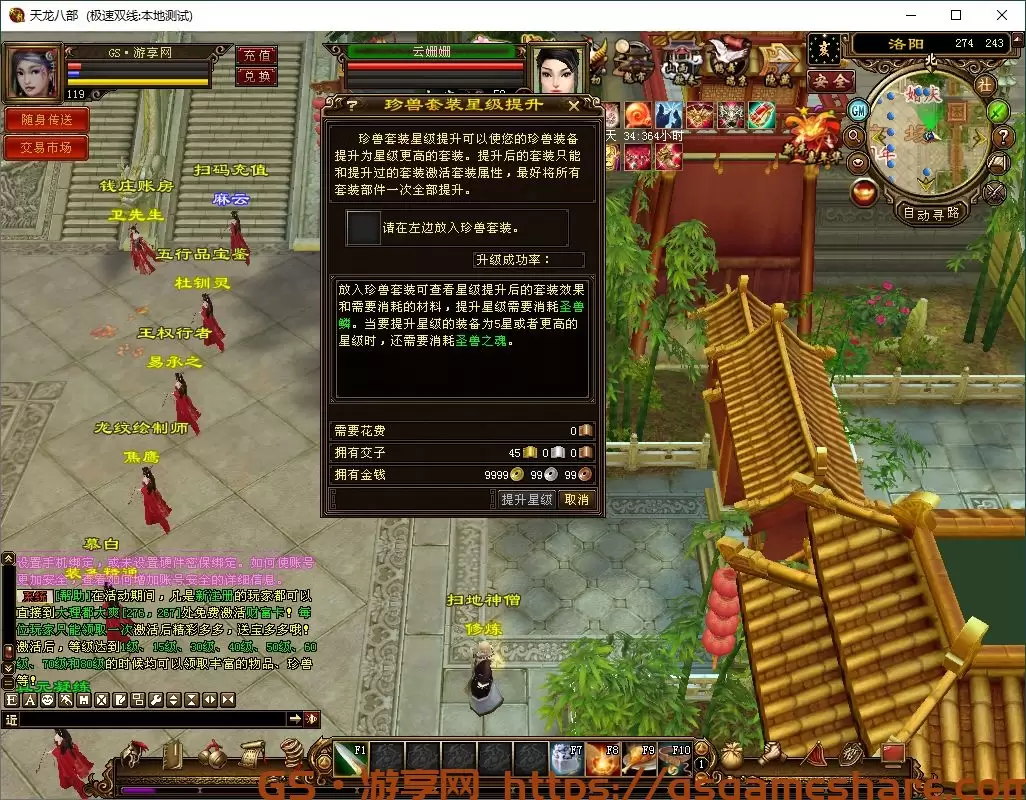 天龙八部 (极速双线:本地测试)
GS·游享网
充值
兑换
119
随身传送
交易市场
云姗姗
洛阳 274 243
北
安全
社
GM
自动寻路
天 34:364小时
珍兽套装星级提升
珍兽套装星级提升可以使您的珍兽装备
提升为星级更高的套装。提升后的套装只能
和提升过的套装激活套装属性，最好将所有
套装部件一次全部提升。
请在左边放入珍兽套装。
升级成功率：
放入珍兽套装可查看星级提升后的套装效果
和需要消耗的材料，提升星级需要消耗圣兽
鳞。当要提升星级的装备为5星或者更高的
星级时，还需要消耗圣兽之魂。
需要花费 0
拥有交子 45 0 0
拥有金钱 9999 99 99
提升星级 取消
扫码充值
钱庄账房
麻云
卫先生
五行品宝鉴
杜钏灵
王权行者
易承之
龙纹绘制师
焦鹰
慕白
扫地神僧
修炼
设置手机绑定，或未设置硬件密保绑定。如何使账号
更加安全，查看如何增加账号安全的详细信息。
[帮助]在活动期间，凡是新注册的玩家都可以
直接到大理都大爽[276，267]处免费激活财富卡！每
位玩家只能领取一次激活后精彩多多，送宝多多哦！
激活后，等级达到1级、15级、30级、40级、50级、60
级、70级和80级的时候均可以领取丰富的物品、珍兽
等！
近
F1 F7 F8 F9 F10
1
GS·游享网 https://gsgameshare.com